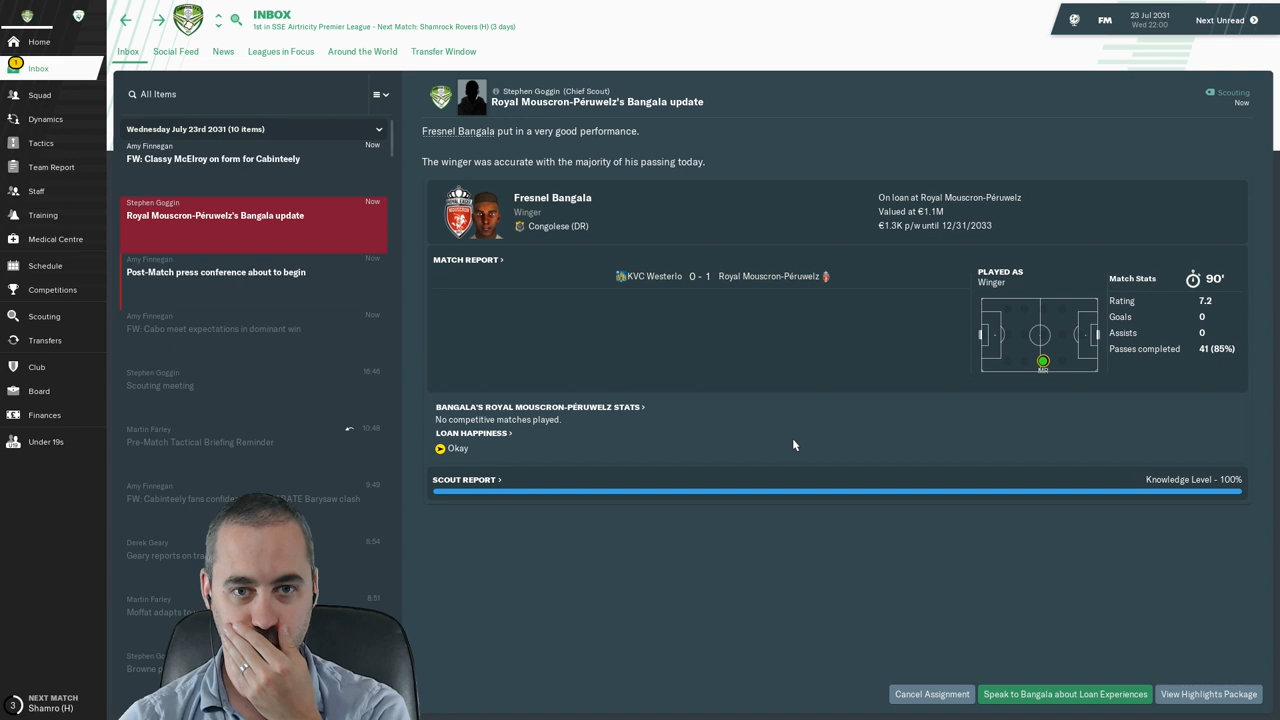 INBOX
1st in SSE Airtricity Premier League - Next Match: Shamrock Rovers (H) (3 days)
FM
23 Jul 2031
Wed 22:00
Next Unread
Inbox
Social Feed
News
Leagues in Focus
Around the World
Transfer Window
Home
1
Inbox
Squad
Dynamics
Tactics
Team Report
Staff
Training
Medical Centre
Schedule
Competitions
Scouting
Transfers
Club
Board
Finances
Under 19s
3
NEXT MATCH
Shamro (H)
All Items
Wednesday July 23rd 2031 (10 items)
Amy Finnegan
Now
FW: Classy McElroy on form for Cabinteely
Stephen Goggin
Now
Royal Mouscron-Péruwelz's Bangala update
Amy Finnegan
Now
Post-Match press conference about to begin
Amy Finnegan
Now
FW: Cabo meet expectations in dominant win
Stephen Goggin
16:46
Scouting meeting
Martin Farley
10:48
Pre-Match Tactical Briefing Reminder
Amy Finnegan
9:49
FW: Cabinteely fans
Barysaw clash
Derek Geary
8:54
Geary reports on
Martin Farley
8:51
Moffat adapts to
Browne
Stephen Goggin (Chief Scout)
Royal Mouscron-Péruwelz's Bangala update
Scouting
Now
Fresnel Bangala put in a very good performance.
The winger was accurate with the majority of his passing today.
Fresnel Bangala
Winger
Congolese (DR)
On loan at Royal Mouscron-Péruwelz
Valued at €1.1M
€1.3K p/w until 12/31/2033
MATCH REPORT
KVC Westerlo 0 - 1 Royal Mouscron-Péruwelz
PLAYED AS
Winger
Match Stats
90'
Rating 7.2
Goals 0
Assists 0
Passes completed 41 (85%)
BANGALA'S ROYAL MOUSCRON-PÉRUWELZ STATS
No competitive matches played.
LOAN HAPPINESS
Okay
SCOUT REPORT
Knowledge Level - 100%
Cancel Assignment
Speak to Bangala about Loan Experiences
View Highlights Package